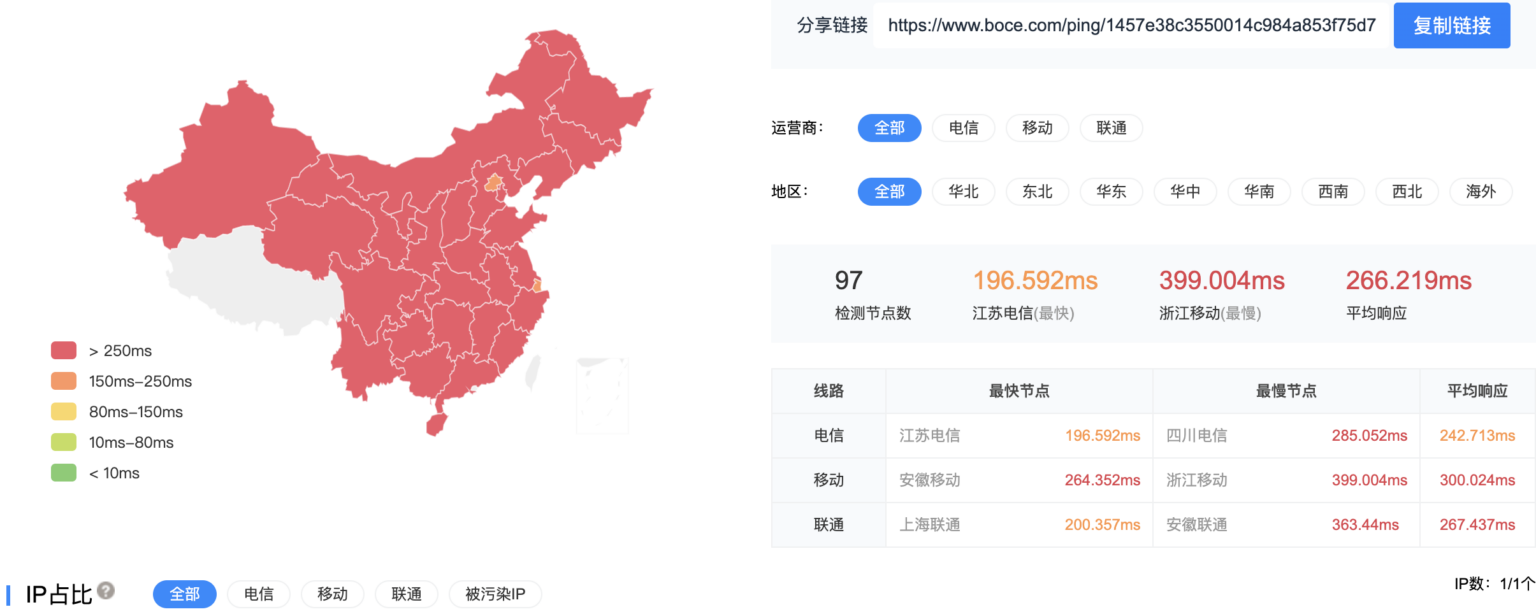 分享链接 https://www.boce.com/ping/1457e38c3550014c984a853f75d7 复制链接
运营商： 全部 电信 移动 联通
地区： 全部 华北 东北 华东 华中 华南 西南 西北 海外
97 196.592ms 399.004ms 266.219ms
检测节点数 江苏电信(最快) 浙江移动(最慢) 平均响应
> 250ms
150ms–250ms
80ms–150ms
10ms–80ms
< 10ms
线路 最快节点 最慢节点 平均响应
电信 江苏电信 196.592ms 四川电信 285.052ms 242.713ms
移动 安徽移动 264.352ms 浙江移动 399.004ms 300.024ms
联通 上海联通 200.357ms 安徽联通 363.44ms 267.437ms
IP占比 ? 全部 电信 移动 联通 被污染IP
IP数：1/1个